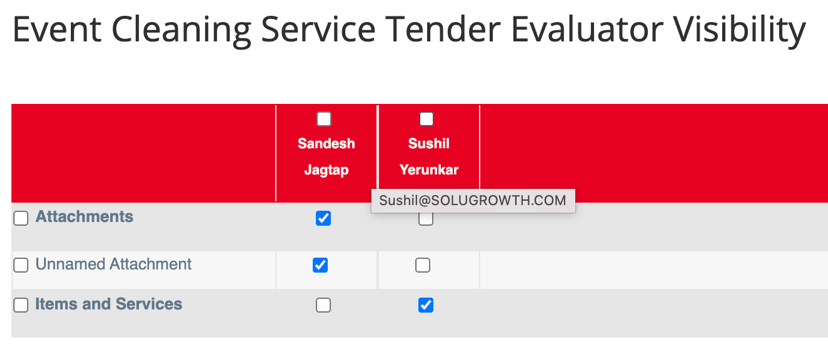 Event Cleaning Service Tender Evaluator Visibility
Sandesh
Jagtap
Sushil
Yerunkar
Sushil@SOLUGROWTH.COM
Attachments
Unnamed Attachment
Items and Services